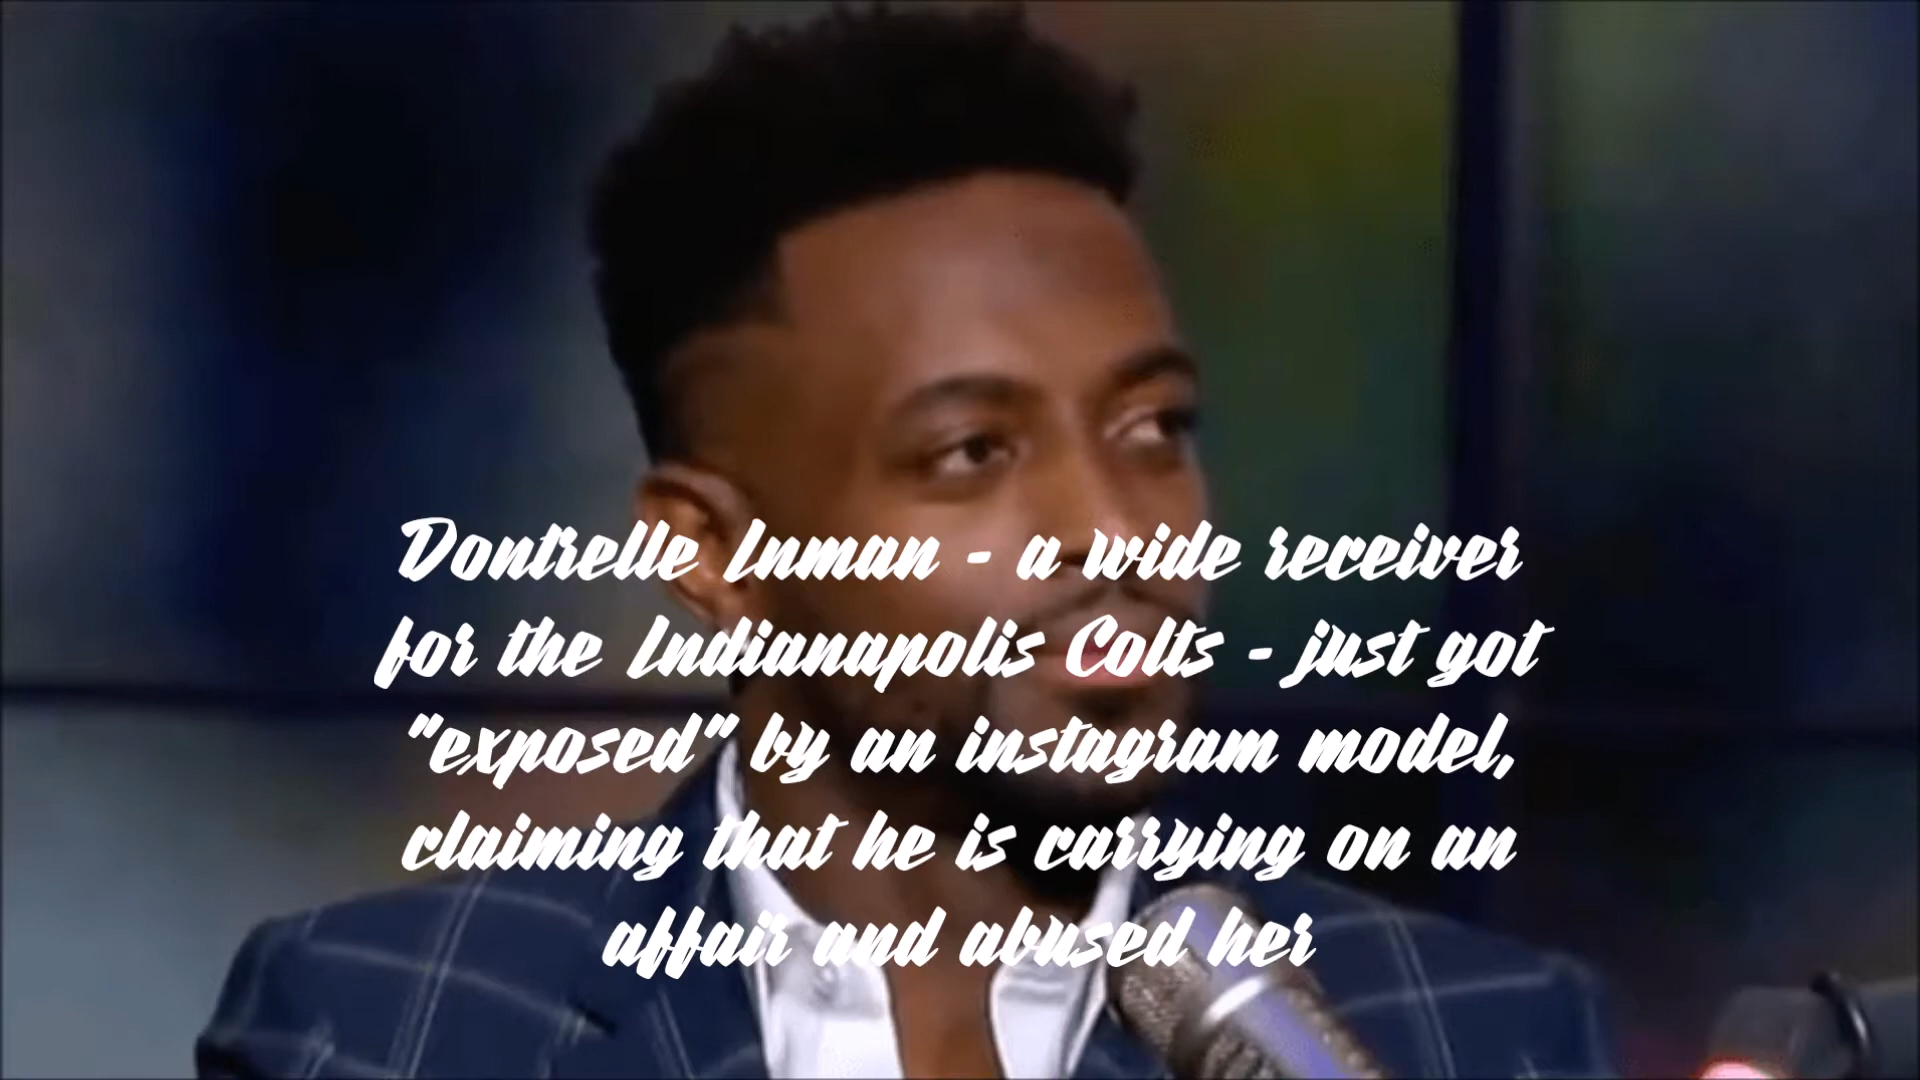 Dontrelle Inman - a wide receiver
for the Indianapolis Colts - just got
"exposed" by an instagram model,
claiming that he is carrying on an
affair and abused her